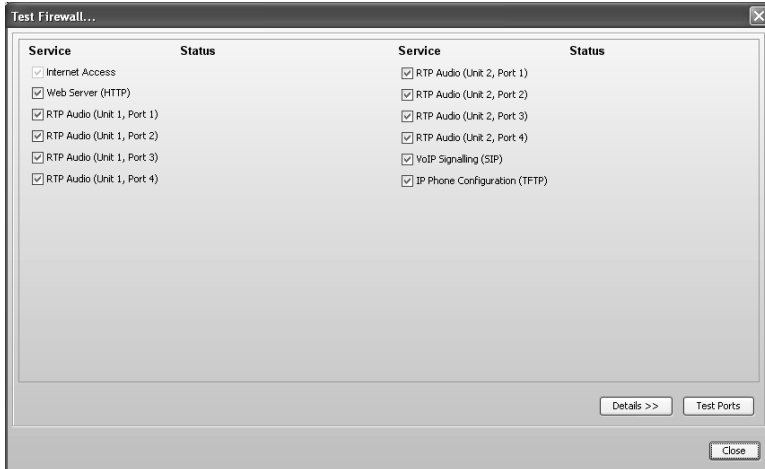 Test Firewall...
Service Status Service Status
Internet Access
Web Server (HTTP)
RTP Audio (Unit 1, Port 1)
RTP Audio (Unit 1, Port 2)
RTP Audio (Unit 1, Port 3)
RTP Audio (Unit 1, Port 4)
RTP Audio (Unit 2, Port 1)
RTP Audio (Unit 2, Port 2)
RTP Audio (Unit 2, Port 3)
RTP Audio (Unit 2, Port 4)
VoIP Signalling (SIP)
IP Phone Configuration (TFTP)
Details >> Test Ports
Close